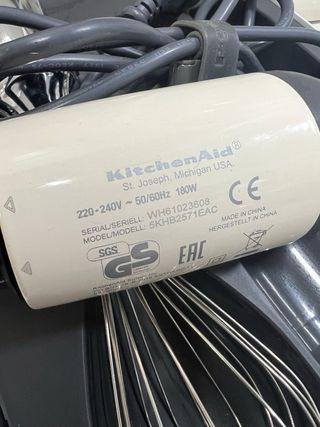 KitchenAid®
St. Joseph, Michigan USA
220-240V ~ 50/60Hz 180W
SERIAL/SERIELL: WH61023608
MODEL/MODELL: 5KHB2571EAC
MADE IN CHINA
HERGESTELLT IN CHINA
CE
SGS
GS
EAC